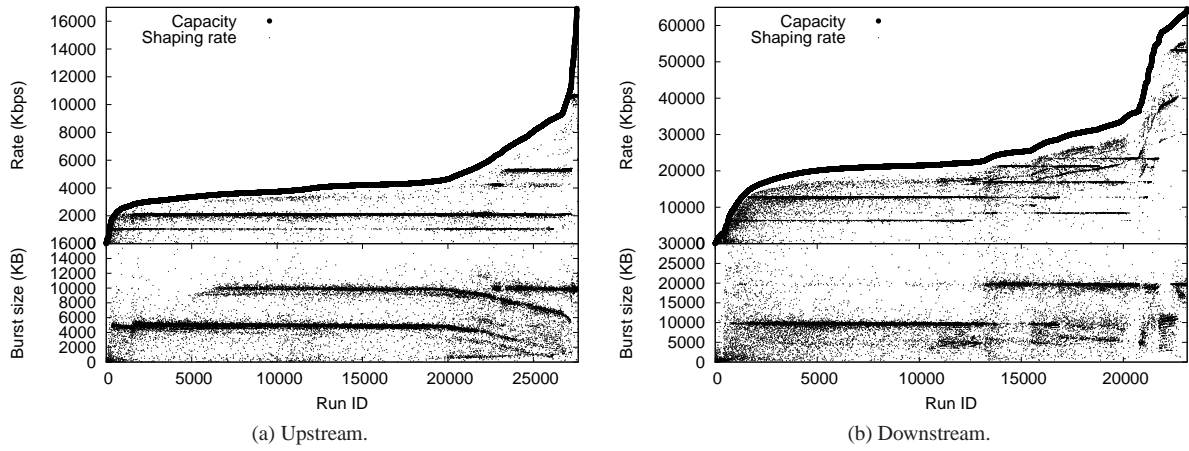 Capacity
Shaping rate
Rate (Kbps)
16000
14000
12000
10000
8000
6000
4000
2000
0
Burst size (KB)
16000
14000
12000
10000
8000
6000
4000
2000
0
0 5000 10000 15000 20000 25000
Run ID
(a) Upstream.
Capacity
Shaping rate
Rate (Kbps)
60000
50000
40000
30000
20000
10000
0
Burst size (KB)
30000
25000
20000
15000
10000
5000
0
0 5000 10000 15000 20000
Run ID
(b) Downstream.